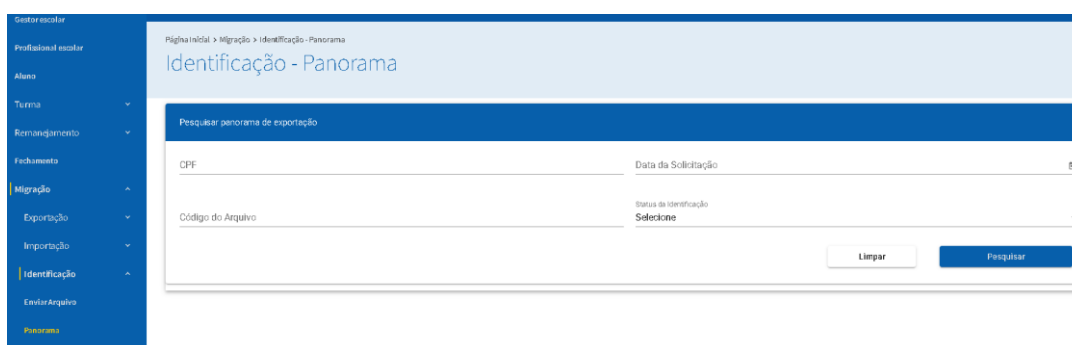 Gestor escolar
Profissional escolar
Aluno
Turma
Remanejamento
Fechamento
Migração
Exportação
Importação
Identificação
Enviar Arquivo
Panorama
Página Inicial > Migração > Identificação - Panorama
Identificação - Panorama
Pesquisar panorama de exportação
CPF
Data da Solicitação
Código do Arquivo
Status da Identificação
Selecione
Limpar
Pesquisar